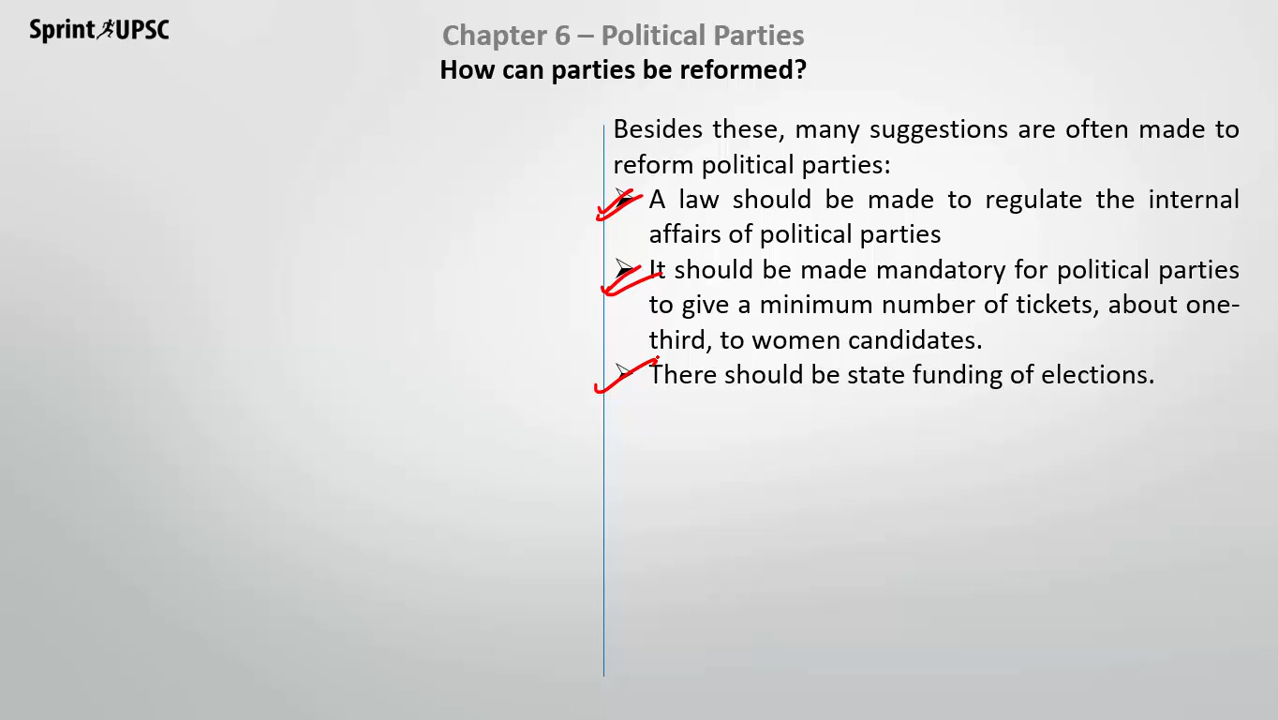 Sprint UPSC
Chapter 6 – Political Parties
How can parties be reformed?
Besides these, many suggestions are often made to
reform political parties:
A law should be made to regulate the internal
affairs of political parties
It should be made mandatory for political parties
to give a minimum number of tickets, about one-
third, to women candidates.
There should be state funding of elections.